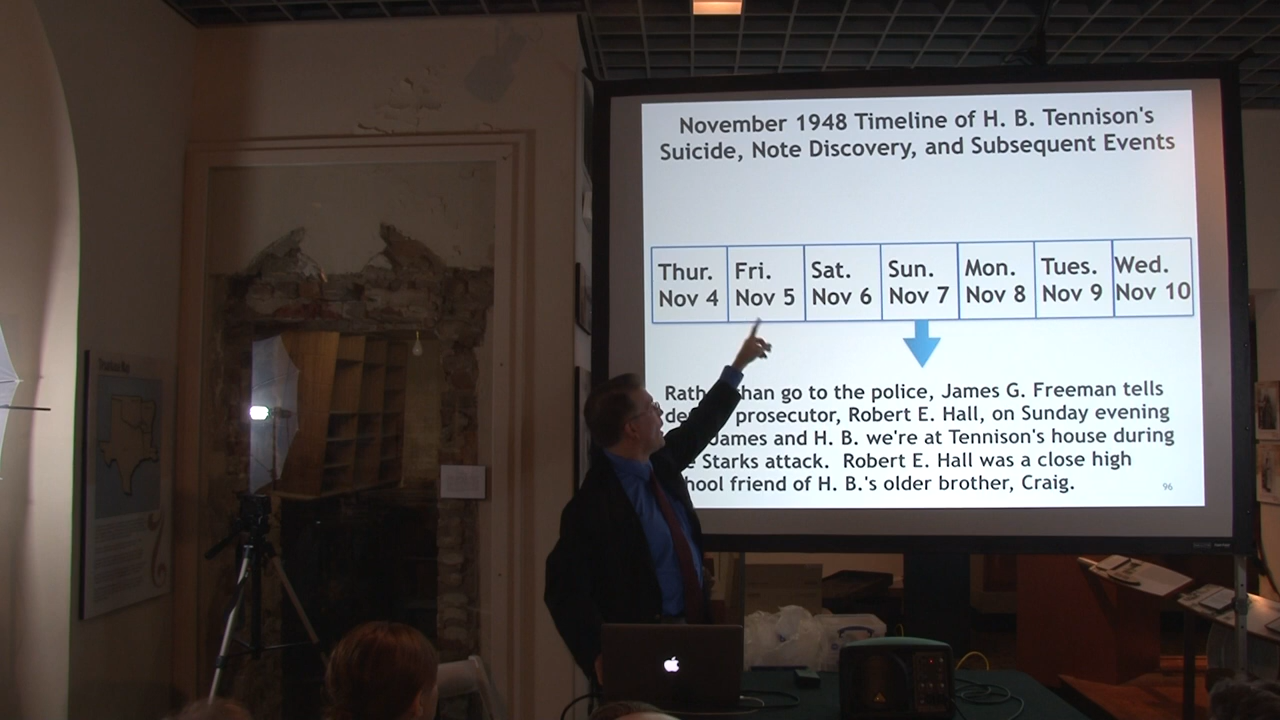 November 1948 Timeline of H. B. Tennison's
Suicide, Note Discovery, and Subsequent Events
Thur. Fri. Sat. Sun. Mon. Tues. Wed.
Nov 4 Nov 5 Nov 6 Nov 7 Nov 8 Nov 9 Nov 10
go to the police, James G. Freeman tells
prosecutor, Robert E. Hall, on Sunday evening
James and H. B. we're at Tennison's house during
Starks attack. Robert E. Hall was a close high
friend of H. B.'s older brother, Craig.
96